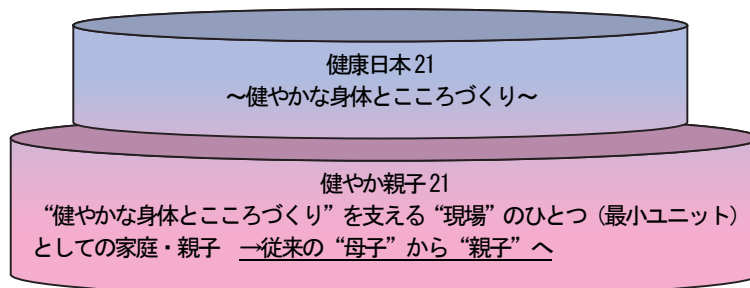 健康日本21
～健やかな身体とこころづくり～
健やか親子21
“健やかな身体とこころづくり”を支える“現場”のひとつ（最小ユニット）
としての家庭・親子　→従来の“母子”から“親子”へ